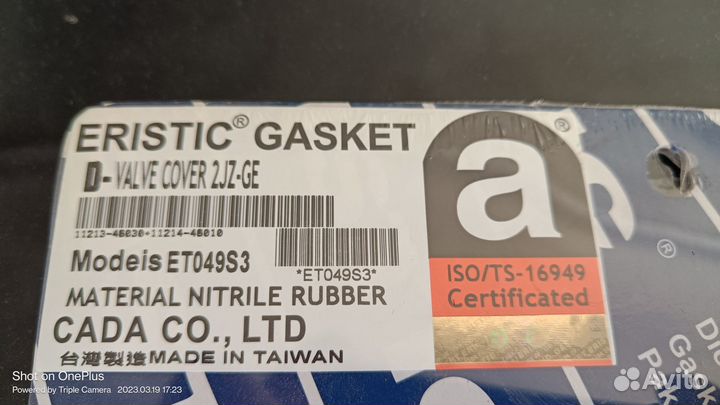 ERISTIC® GASKET
D-VALVE COVER 2JZ-GE
11213-46030+11214-46010
Modeis ET049S3
*ET049S3*
MATERIAL NITRILE RUBBER
CADA CO., LTD
台灣製造MADE IN TAIWAN
a®
ISO/TS-16949
Certificated
®
Gask
Shot on OnePlus
Powered by Triple Camera 2023.03.19 17:23
Avito